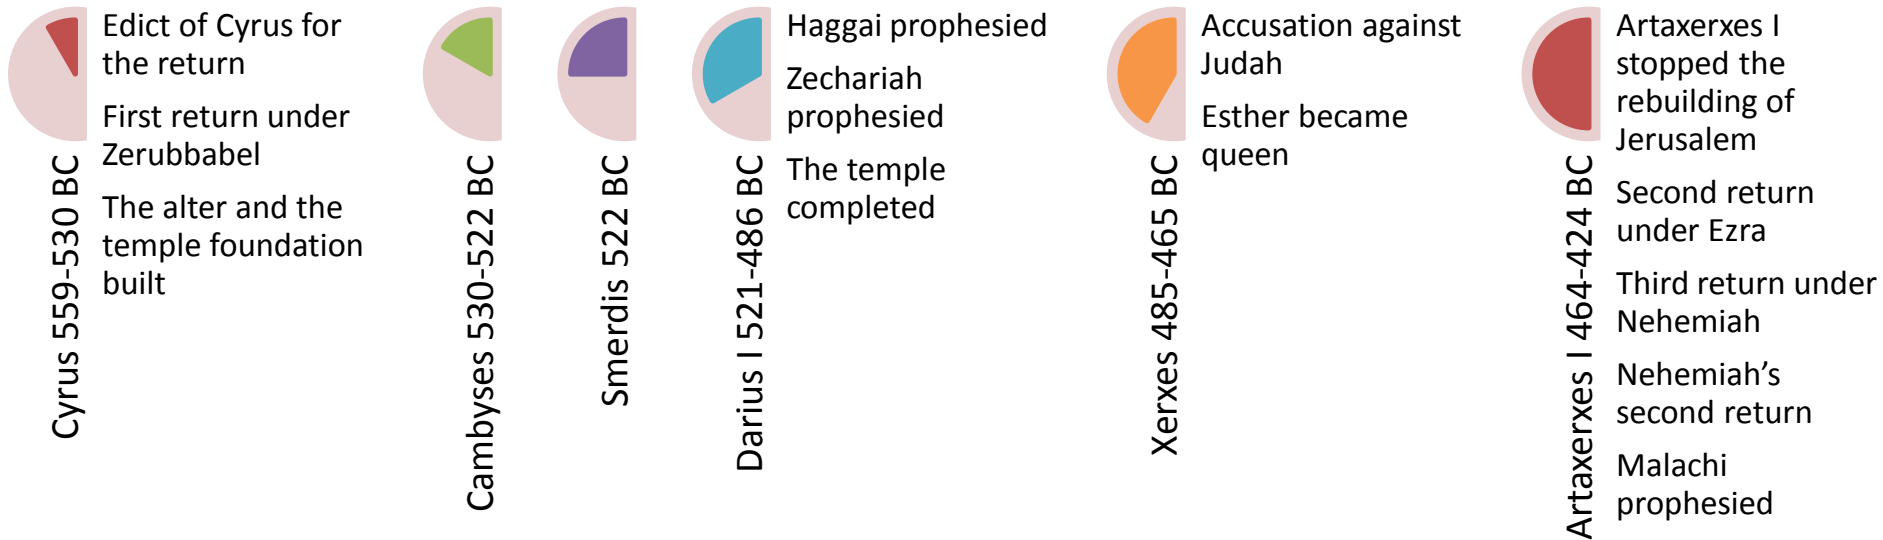 Cyrus 559-530 BC
Edict of Cyrus for
the return
First return under
Zerubbabel
The alter and the
temple foundation
built
Cambyses 530-522 BC
Smerdis 522 BC
Darius I 521-486 BC
Haggai prophesied
Zechariah
prophesied
The temple
completed
Xerxes 485-465 BC
Accusation against
Judah
Esther became
queen
Artaxerxes I 464-424 BC
Artaxerxes I
stopped the
rebuilding of
Jerusalem
Second return
under Ezra
Third return under
Nehemiah
Nehemiah’s
second return
Malachi
prophesied